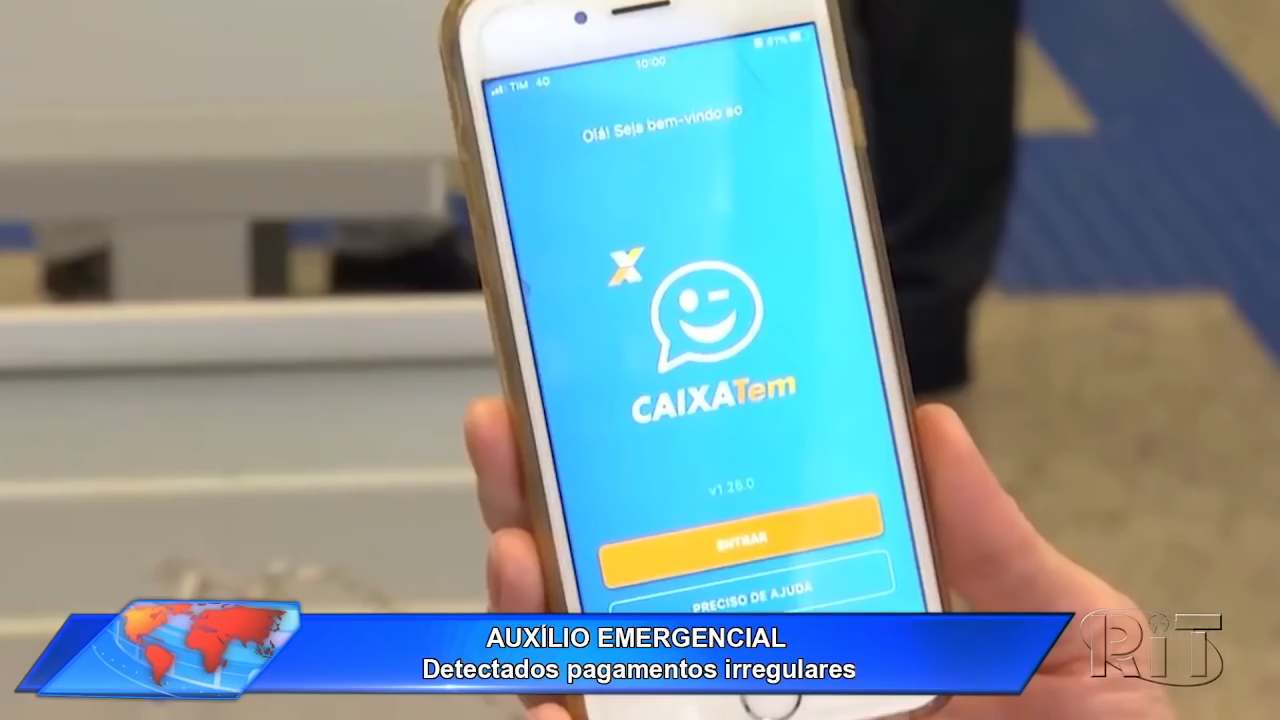 TIM 4G
10:00
61%
Olá! Seja bem-vindo ao
X
CAIXATem
v1.26.0
ENTRAR
PRECISO DE AJUDA
AUXÍLIO EMERGENCIAL
Detectados pagamentos irregulares
RiT